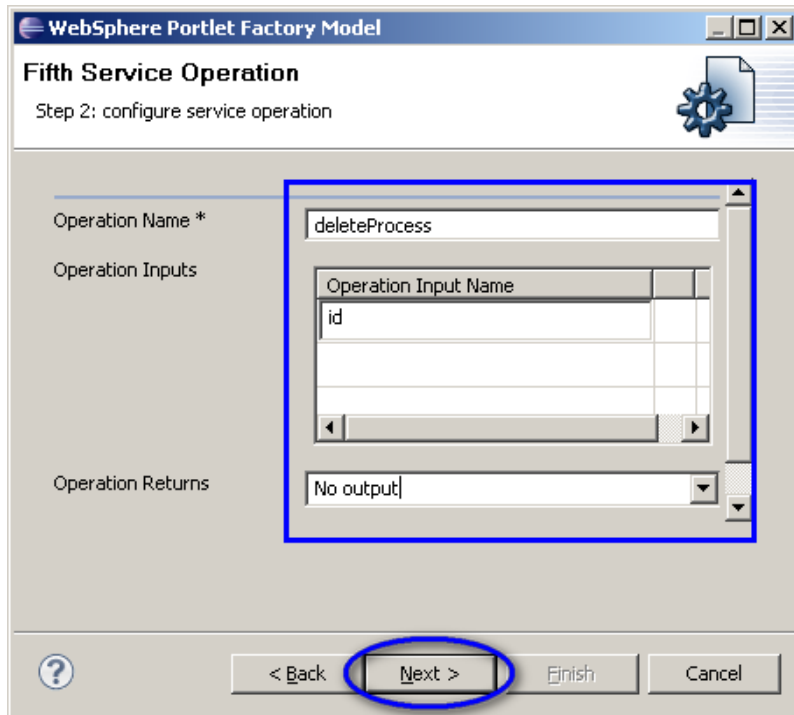 WebSphere Portlet Factory Model
Fifth Service Operation
Step 2: configure service operation
Operation Name *
deleteProcess
Operation Inputs
Operation Input Name
id
Operation Returns
No output
< Back
Next >
Finish
Cancel